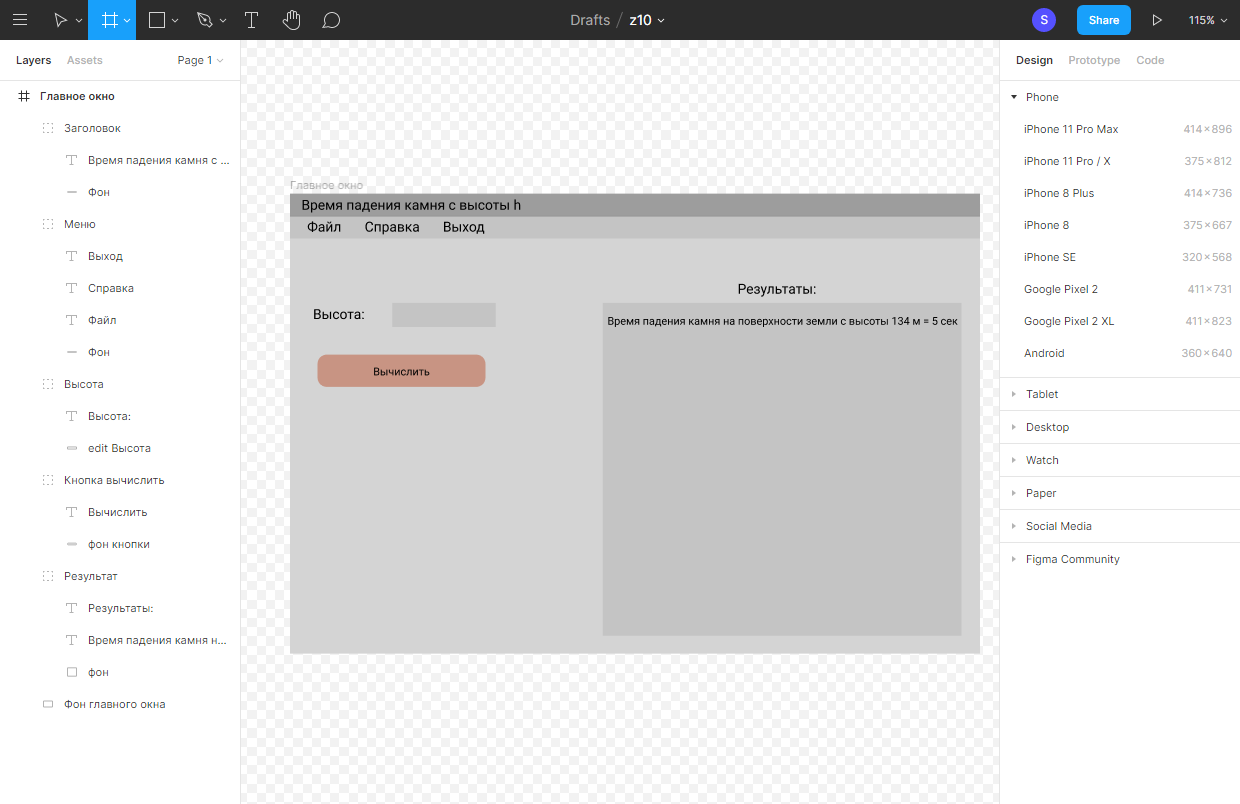 Drafts / z10
S
Share
115%
Layers
Assets
Page 1
Главное окно
Заголовок
Время падения камня с ...
Фон
Меню
Выход
Справка
Файл
Фон
Высота
Высота:
edit Высота
Кнопка вычислить
Вычислить
фон кнопки
Результат
Результаты:
Время падения камня н...
фон
Фон главного окна
Главное окно
Время падения камня с высоты h
Файл Справка Выход
Высота:
Вычислить
Результаты:
Время падения камня на поверхности земли с высоты 134 м = 5 сек
Design
Prototype
Code
Phone
iPhone 11 Pro Max 414×896
iPhone 11 Pro / X 375×812
iPhone 8 Plus 414×736
iPhone 8 375×667
iPhone SE 320×568
Google Pixel 2 411×731
Google Pixel 2 XL 411×823
Android 360×640
Tablet
Desktop
Watch
Paper
Social Media
Figma Community